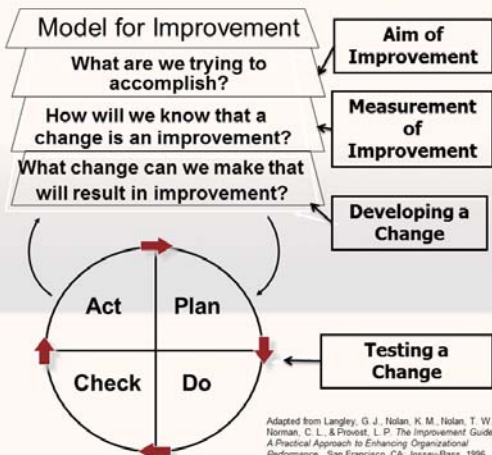 Model for Improvement
What are we trying to
accomplish?
How will we know that a
change is an improvement?
What change can we make that
will result in improvement?
Aim of
Improvement
Measurement
of
Improvement
Developing a
Change
Act
Plan
Check
Do
Testing a
Change
Adapted from Langley, G. J., Nolan, K. M., Nolan, T. W.
Norman, C. L., & Provost, L. P. The Improvement Guide
A Practical Approach to Enhancing Organizational
Performance. San Francisco, CA, Jossey-Bass, 1996